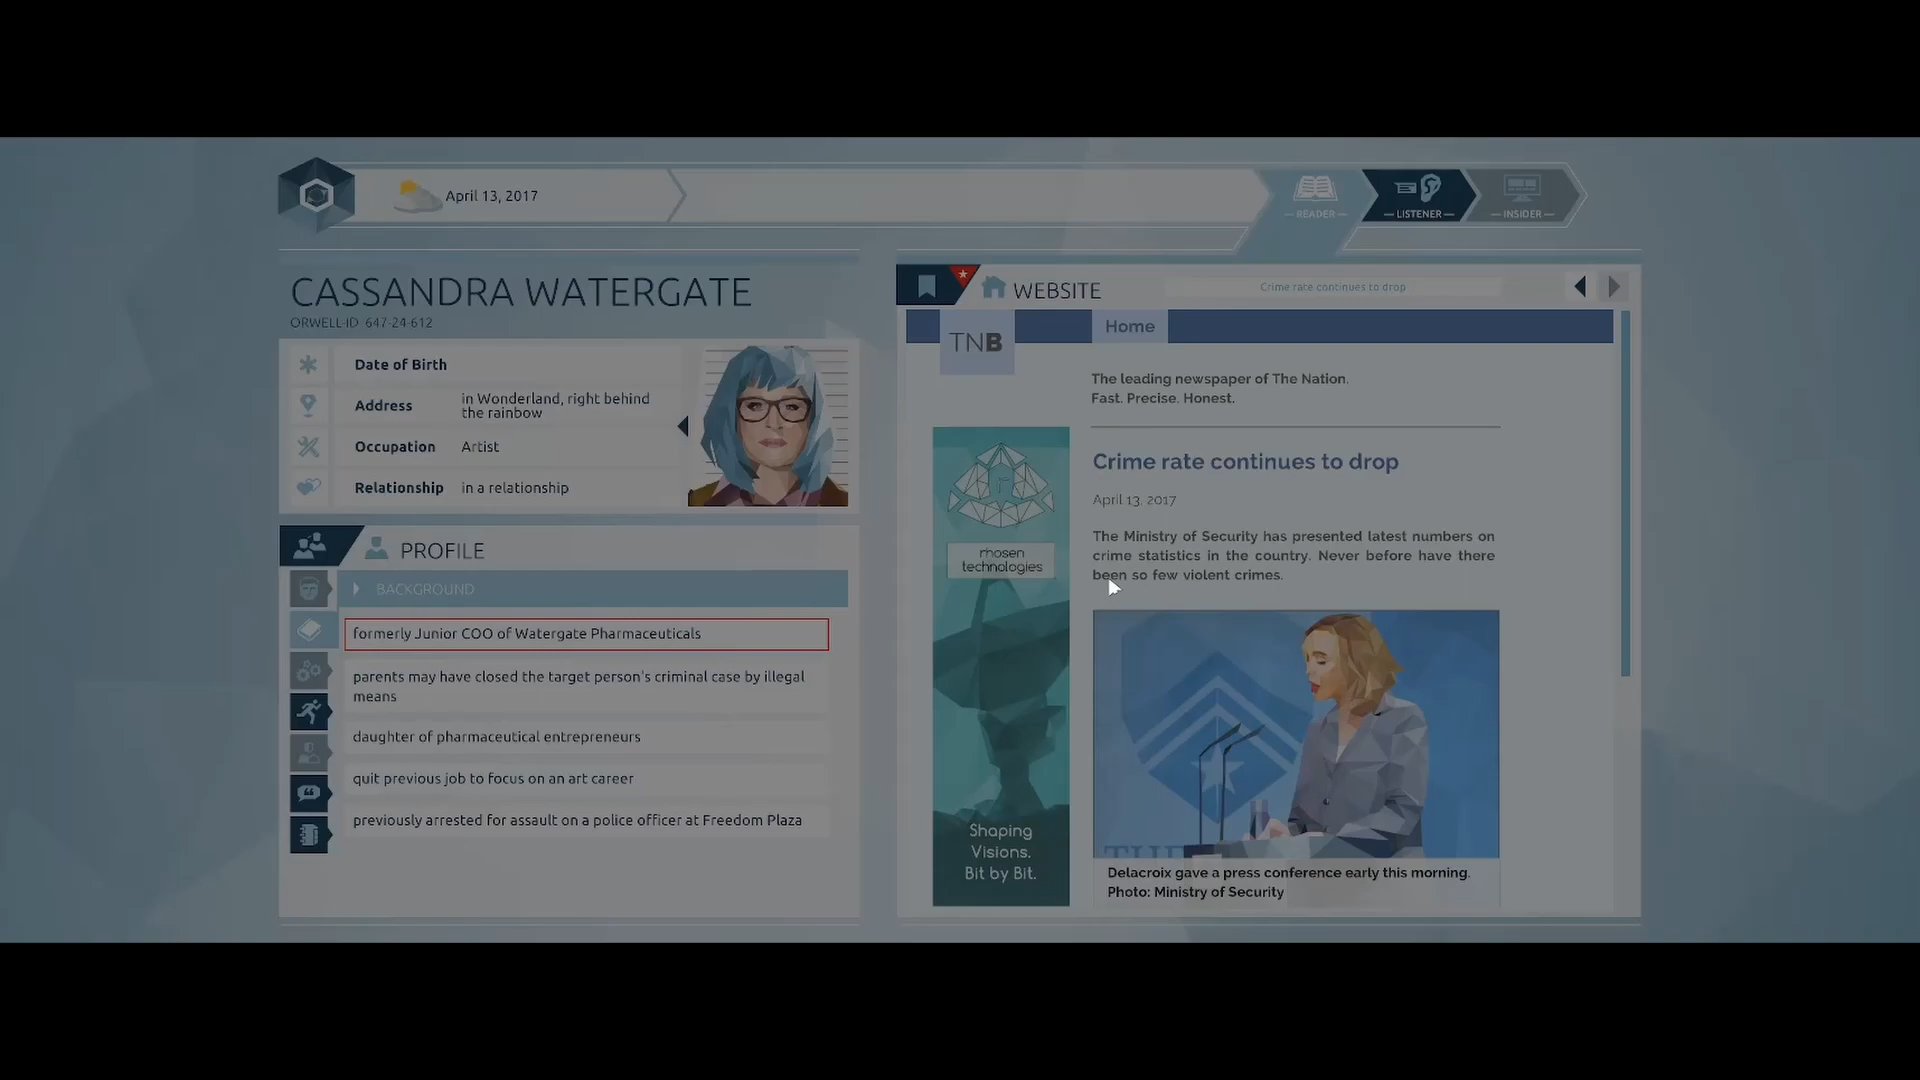 April 13, 2017
— READER —
— LISTENER —
— INSIDER —
CASSANDRA WATERGATE
ORWELL-ID 647-24-612
Date of Birth
Address
in Wonderland, right behind
the rainbow
Occupation
Artist
Relationship
in a relationship
PROFILE
BACKGROUND
formerly Junior COO of Watergate Pharmaceuticals
parents may have closed the target person's criminal case by illegal
means
daughter of pharmaceutical entrepreneurs
quit previous job to focus on an art career
previously arrested for assault on a police officer at Freedom Plaza
WEBSITE
Crime rate continues to drop
TNB
Home
The leading newspaper of The Nation.
Fast. Precise. Honest.
rhosen
technologies
Shaping
Visions.
Bit by Bit.
Crime rate continues to drop
April 13, 2017
The Ministry of Security has presented latest numbers on
crime statistics in the country. Never before have there
been so few violent crimes.
THE
Delacroix gave a press conference early this morning.
Photo: Ministry of Security